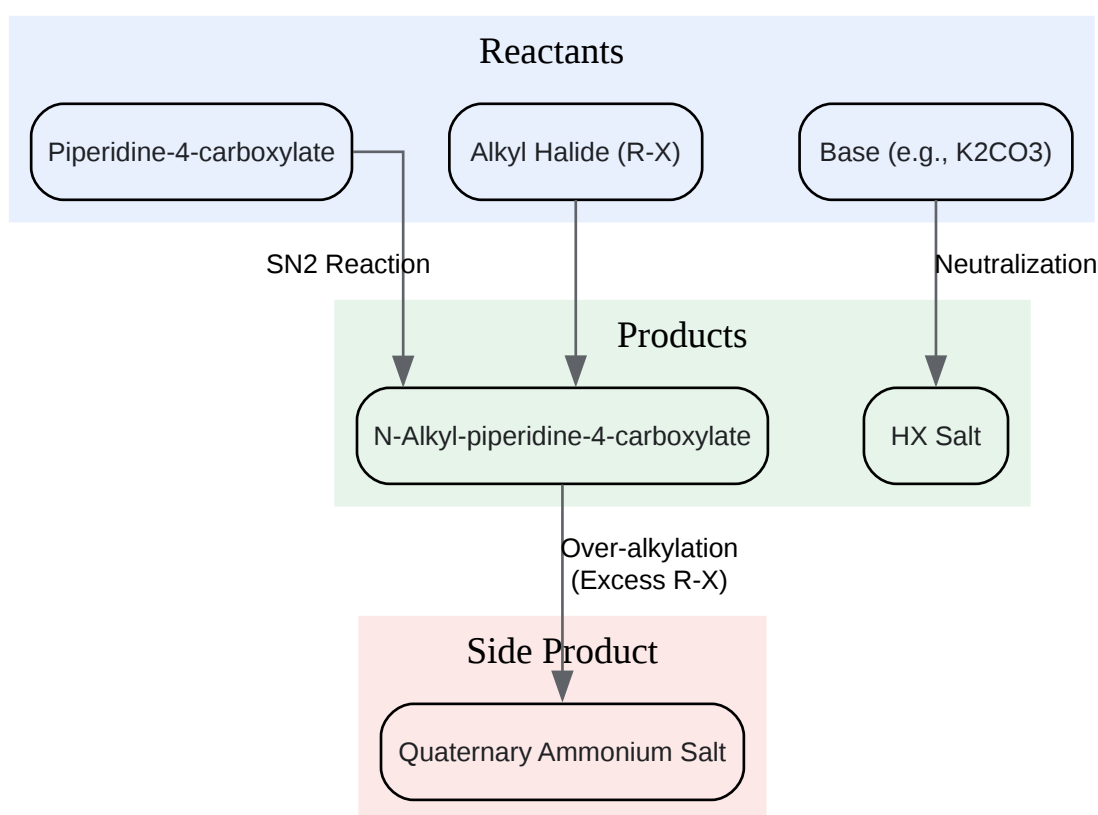 Reactants
Piperidine-4-carboxylate
Alkyl Halide (R-X)
Base (e.g., K2CO3)
SN2 Reaction
Neutralization
Products
N-Alkyl-piperidine-4-carboxylate
HX Salt
Over-alkylation
(Excess R-X)
Side Product
Quaternary Ammonium Salt